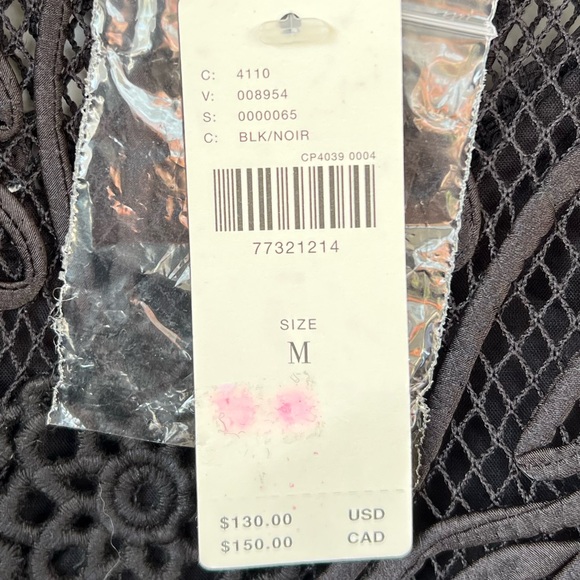 C: 4110
V: 008954
S: 0000065
C: BLK/NOIR
CP4039 0004
77321214
SIZE
M
$130.00 USD
$150.00 CAD